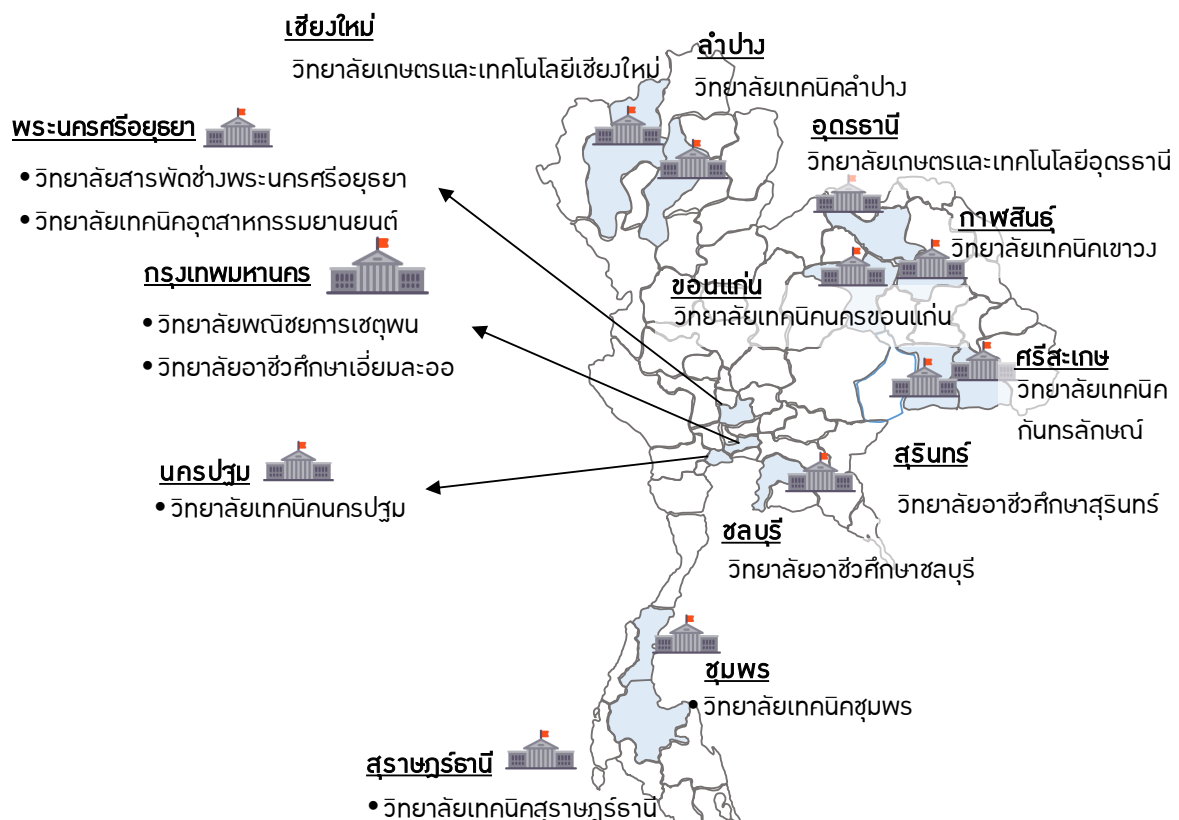 เชียงใหม่
วิทยาลัยเกษตรและเทคโนโลยีเชียงใหม่
ลำปาง
วิทยาลัยเทคนิคลำปาง
พระนครศรีอยุธยา
• วิทยาลัยสารพัดช่างพระนครศรีอยุธยา
• วิทยาลัยเทคนิคอุตสาหกรรมยานยนต์
อุดรธานี
วิทยาลัยเกษตรและเทคโนโลยีอุดรธานี
กาฬสินธุ์
วิทยาลัยเทคนิคเขาวง
กรุงเทพมหานคร
• วิทยาลัยพณิชยการเชตุพน
• วิทยาลัยอาชีวศึกษาเอี่ยมละออ
ขอนแก่น
วิทยาลัยเทคนิคนครขอนแก่น
ศรีสะเกษ
วิทยาลัยเทคนิค
กันทรลักษณ์
นครปฐม
• วิทยาลัยเทคนิคนครปฐม
สุรินทร์
วิทยาลัยอาชีวศึกษาสุรินทร์
ชลบุรี
วิทยาลัยอาชีวศึกษาชลบุรี
ชุมพร
• วิทยาลัยเทคนิคชุมพร
สุราษฎร์ธานี
• วิทยาลัยเทคนิคสุราษฎร์ธานี